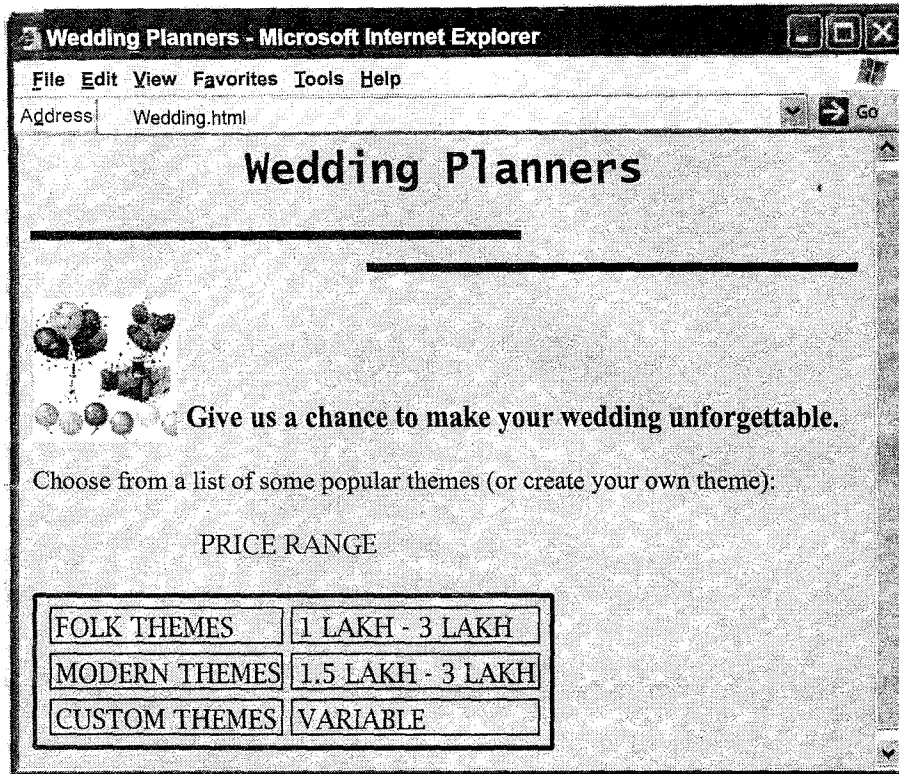 Wedding Planners - Microsoft Internet Explorer
File Edit View Favorites Tools Help
Address Wedding.html Go
Wedding Planners
Give us a chance to make your wedding unforgettable.
Choose from a list of some popular themes (or create your own theme):
PRICE RANGE
FOLK THEMES 1 LAKH - 3 LAKH
MODERN THEMES 1.5 LAKH - 3 LAKH
CUSTOM THEMES VARIABLE